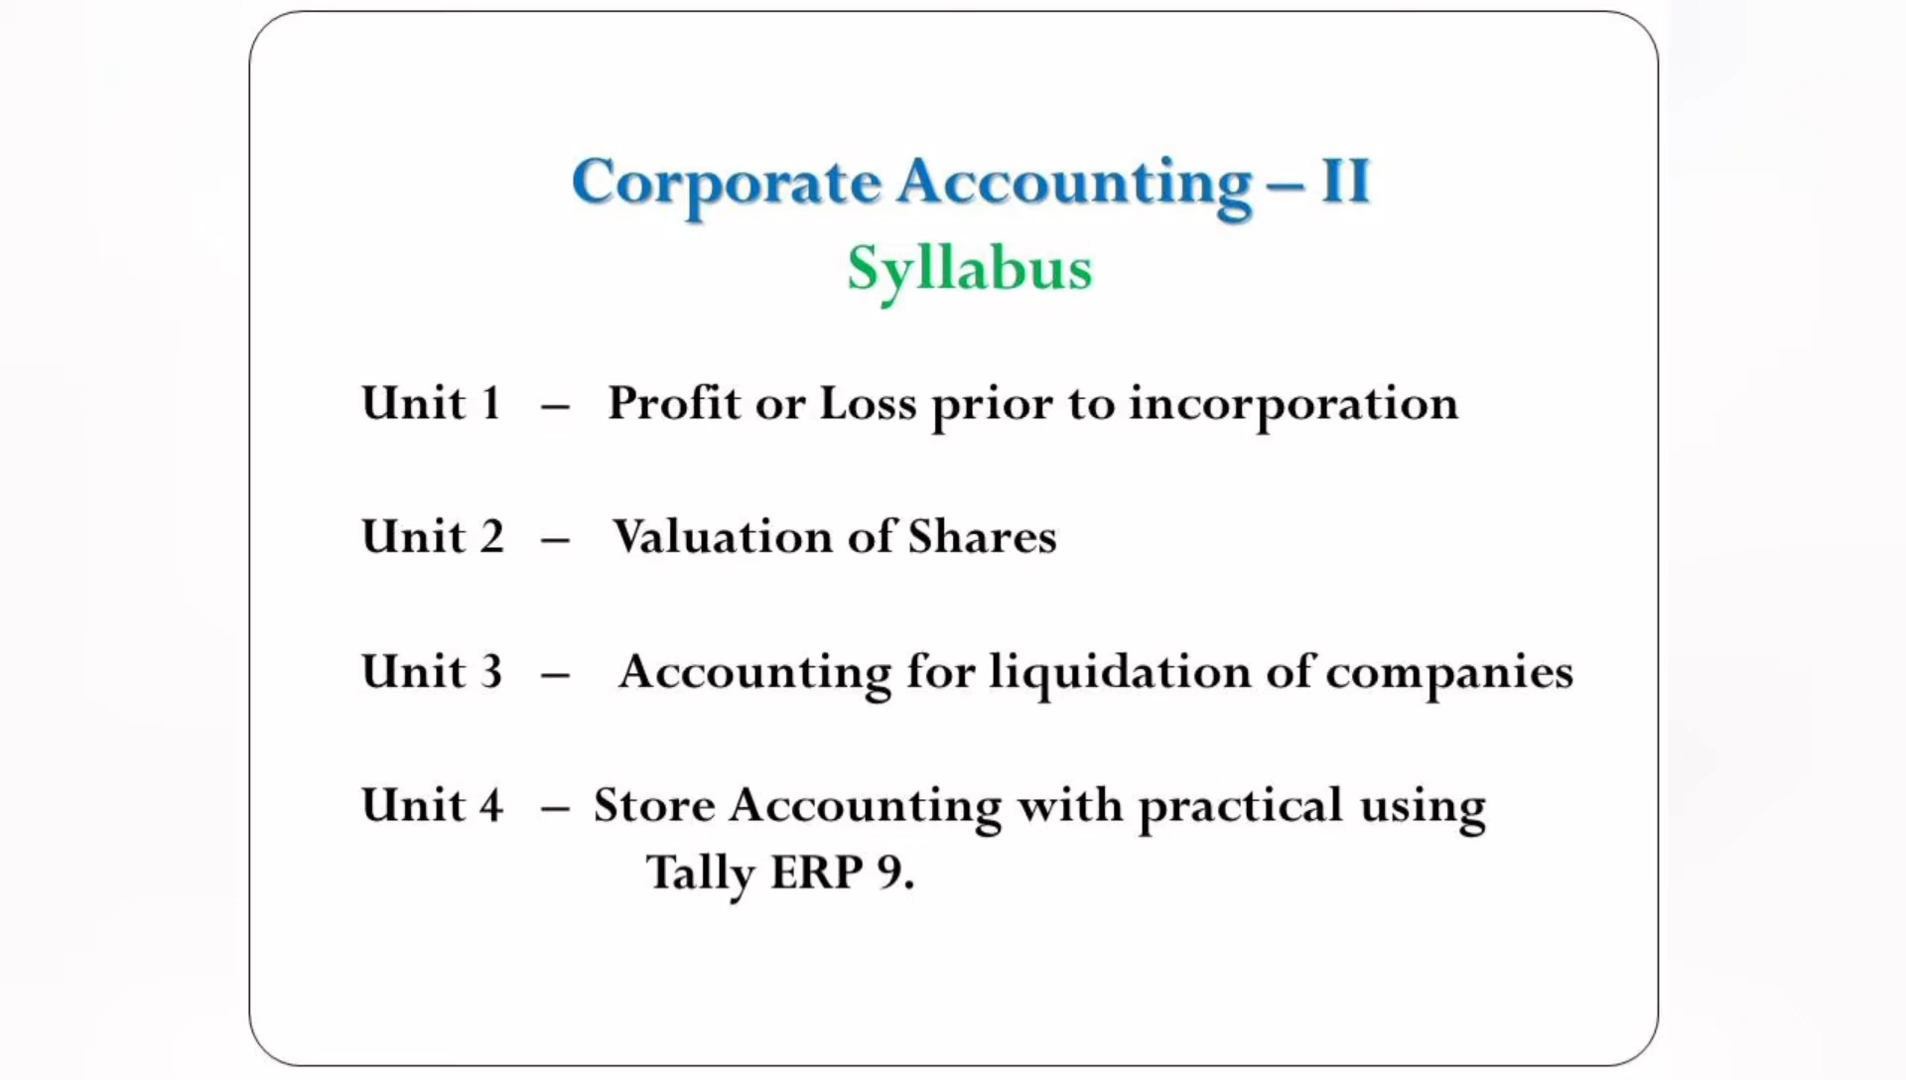 Corporate Accounting – II
Syllabus
Unit 1 – Profit or Loss prior to incorporation
Unit 2 – Valuation of Shares
Unit 3 – Accounting for liquidation of companies
Unit 4 – Store Accounting with practical using
Tally ERP 9.